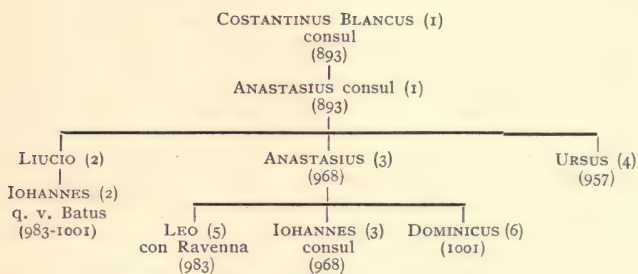 COSTANTINUS BLANCUS (1)
consul
(893)
ANASTASIUS consul (1)
(893)
LIUCIO (2) ANASTASIUS (3) URSUS (4)
(968) (957)
IOHANNES (2)
q. v. Batus
(983-1001)
LEO (5) IOHANNES (3) DOMINICUS (6)
con Ravenna consul (1001)
(983) (968)